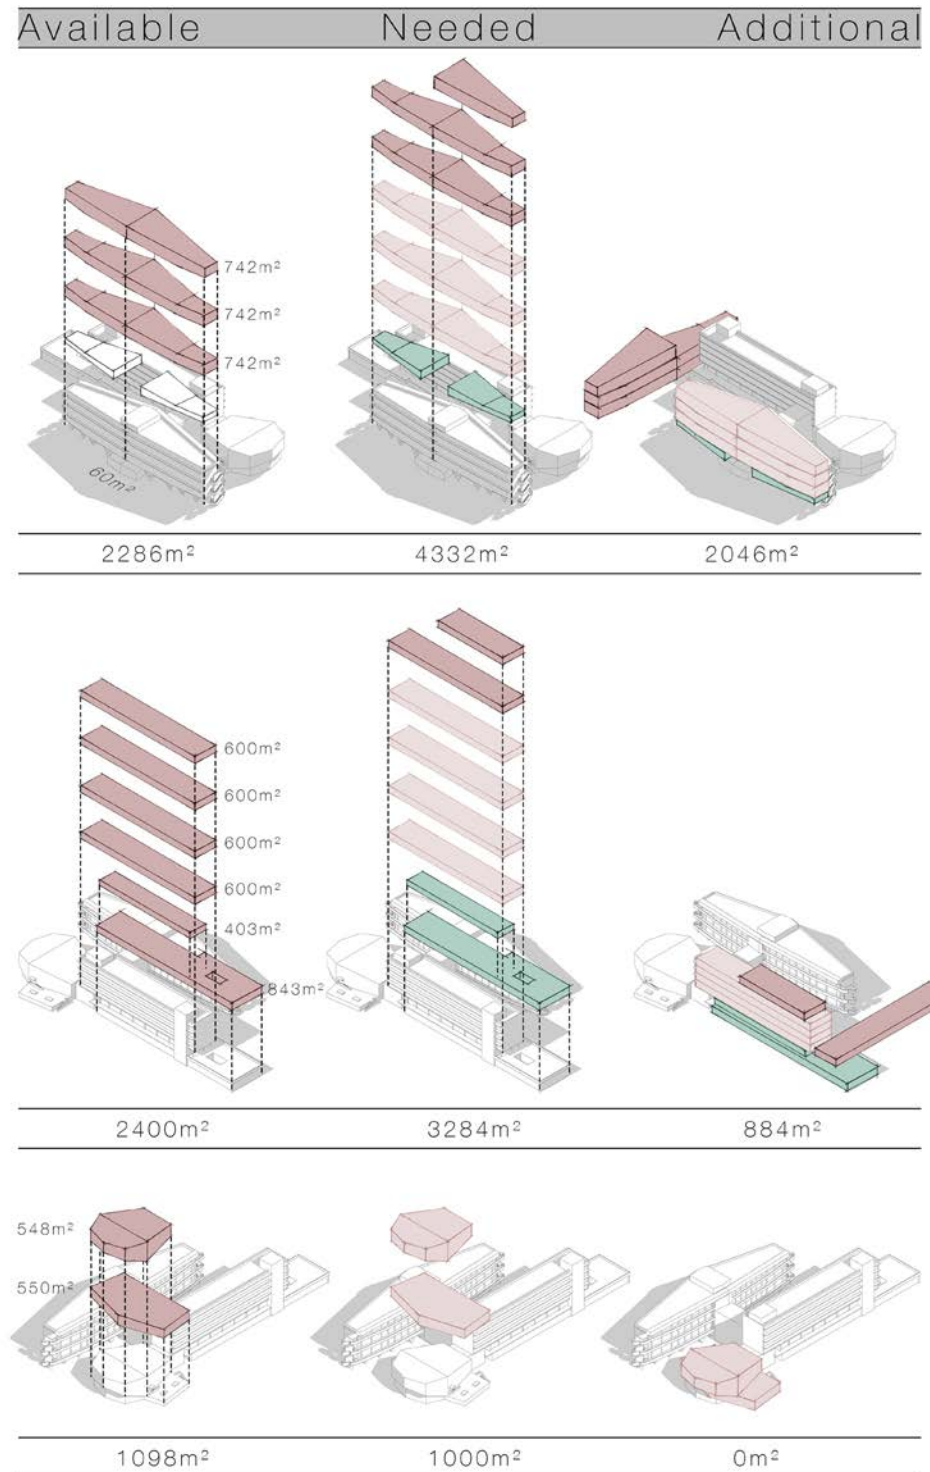 Available Needed Additional
742m²
742m²
742m²
60m²
2286m² 4332m² 2046m²
600m²
600m²
600m²
600m²
403m²
843m²
2400m² 3284m² 884m²
548m²
550m²
1098m² 1000m² 0m²